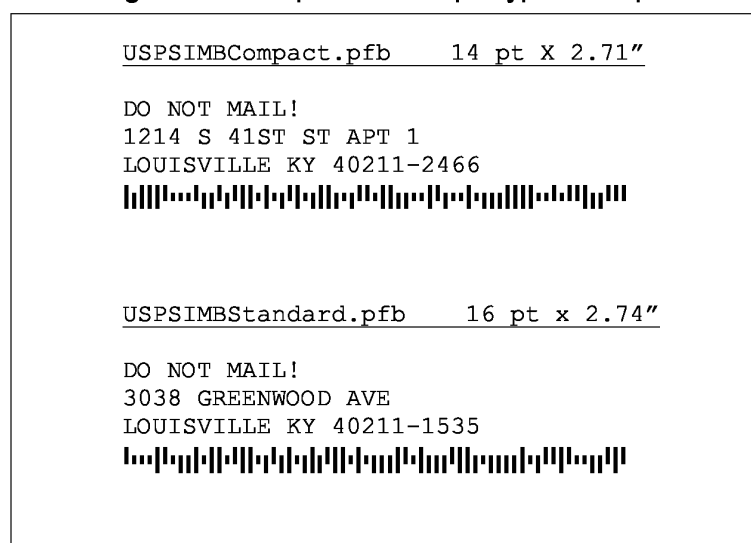 USPSIMBCompact.pfb 14 pt X 2.71″
DO NOT MAIL!
1214 S 41ST ST APT 1
LOUISVILLE KY 40211-2466
USPSIMBStandard.pfb 16 pt x 2.74″
DO NOT MAIL!
3038 GREENWOOD AVE
LOUISVILLE KY 40211-1535